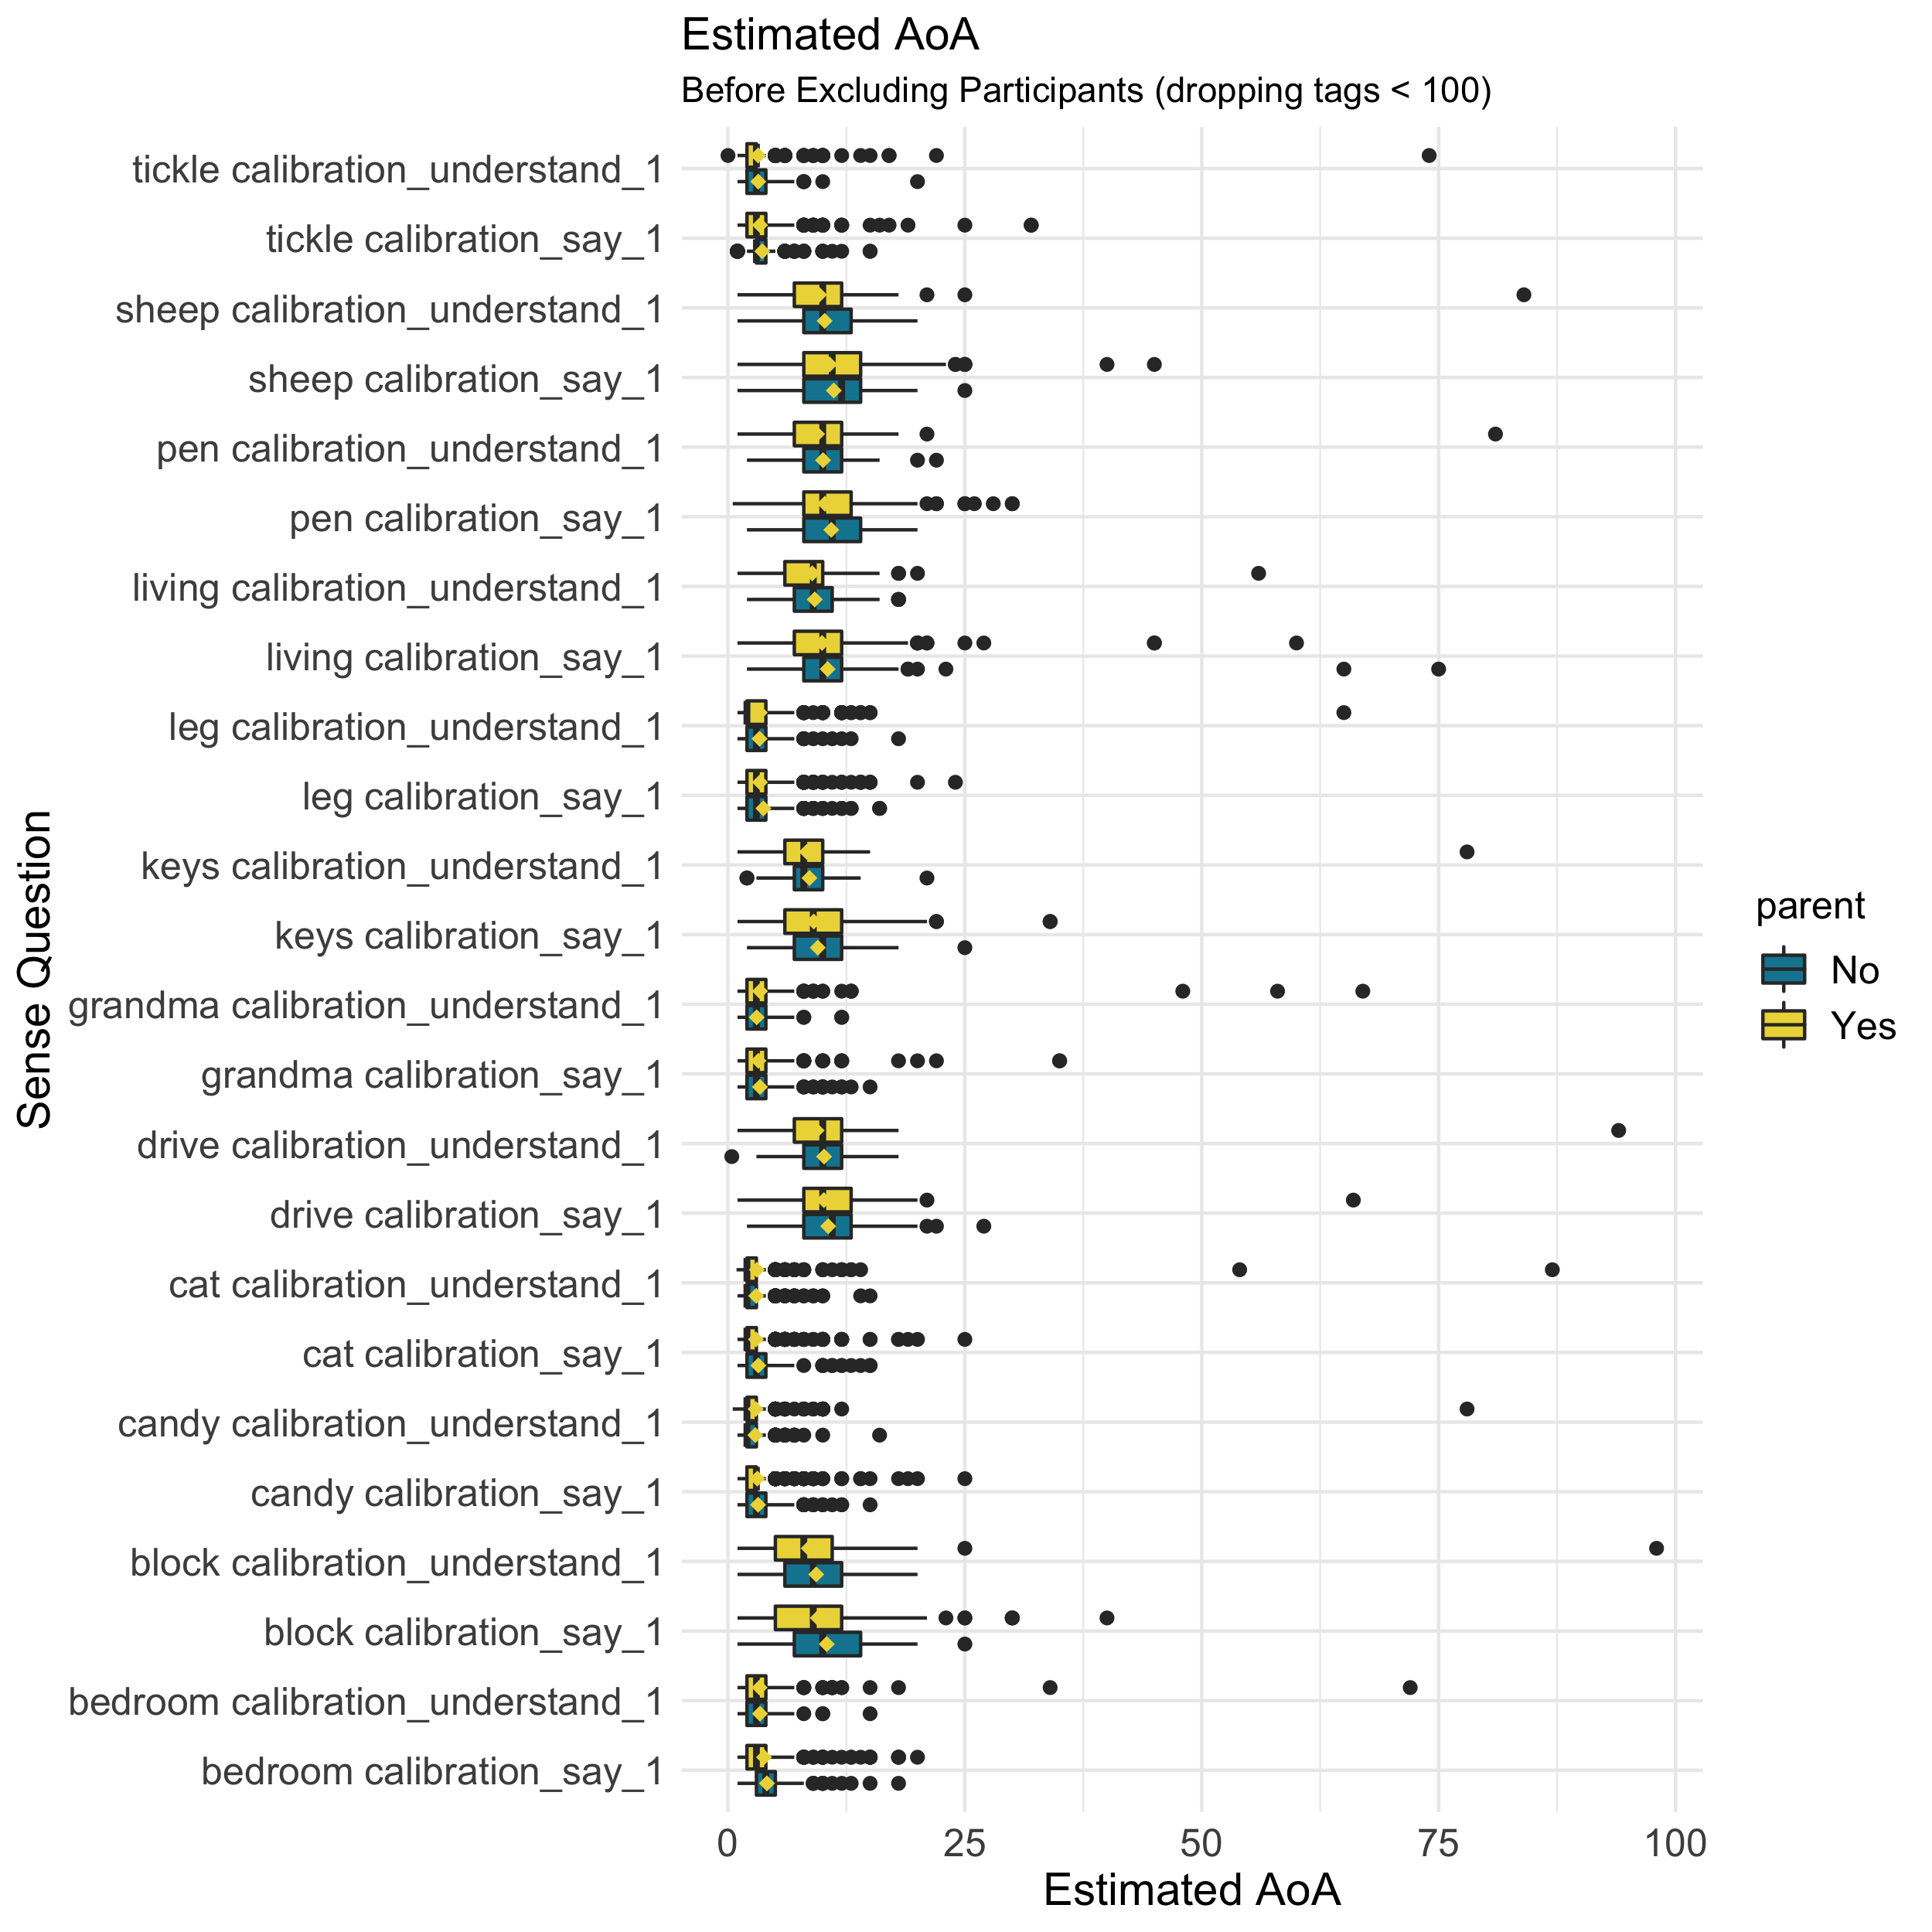 Estimated AoA
Before Excluding Participants (dropping tags < 100)
tickle calibration_understand_1
tickle calibration_say_1
sheep calibration_understand_1
sheep calibration_say_1
pen calibration_understand_1
pen calibration_say_1
living calibration_understand_1
living calibration_say_1
leg calibration_understand_1
leg calibration_say_1
keys calibration_understand_1
keys calibration_say_1
grandma calibration_understand_1
grandma calibration_say_1
drive calibration_understand_1
drive calibration_say_1
cat calibration_understand_1
cat calibration_say_1
candy calibration_understand_1
candy calibration_say_1
block calibration_understand_1
block calibration_say_1
bedroom calibration_understand_1
bedroom calibration_say_1
Sense Question
0 25 50 75 100
Estimated AoA
parent
No
Yes